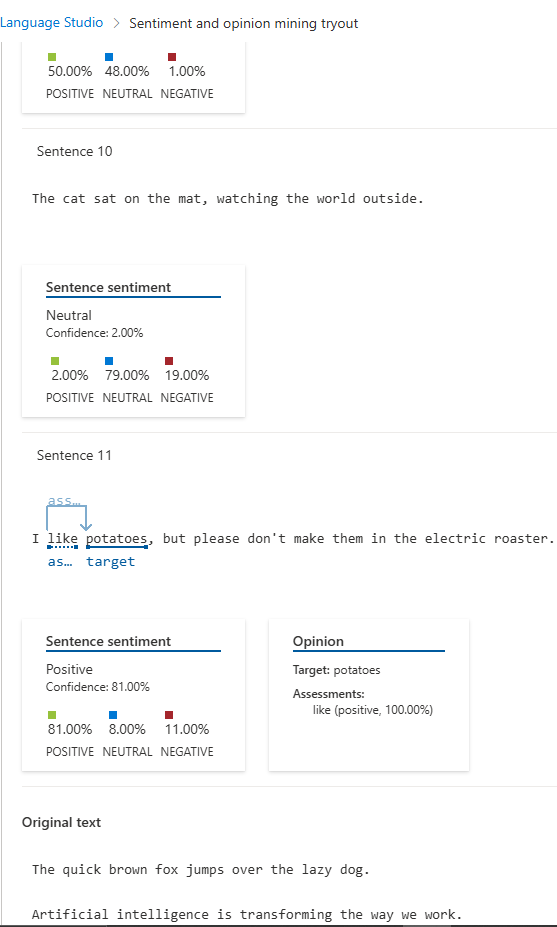 Language Studio > Sentiment and opinion mining tryout
50.00% 48.00% 1.00%
POSITIVE NEUTRAL NEGATIVE
Sentence 10
The cat sat on the mat, watching the world outside.
Sentence sentiment
Neutral
Confidence: 2.00%
2.00% 79.00% 19.00%
POSITIVE NEUTRAL NEGATIVE
Sentence 11
ass...
I like potatoes, but please don't make them in the electric roaster.
as... target
Sentence sentiment
Positive
Confidence: 81.00%
81.00% 8.00% 11.00%
POSITIVE NEUTRAL NEGATIVE
Opinion
Target: potatoes
Assessments:
like (positive, 100.00%)
Original text
The quick brown fox jumps over the lazy dog.
Artificial intelligence is transforming the way we work.